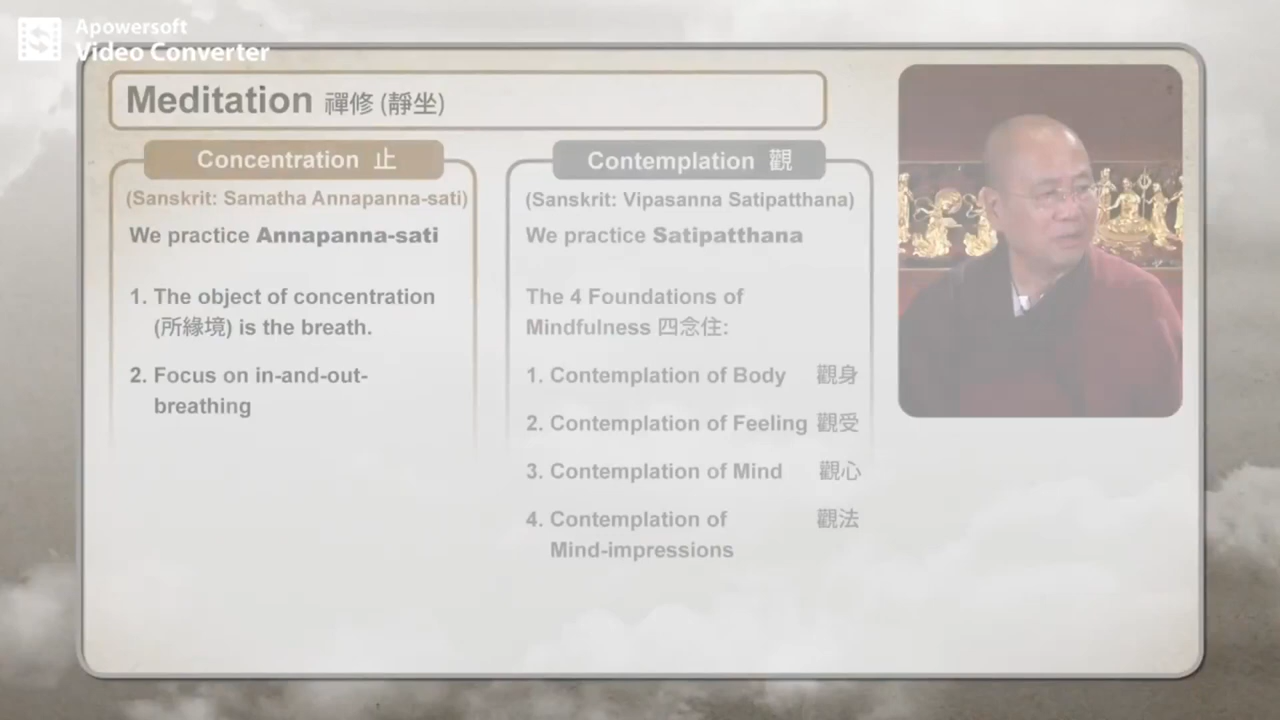 Apowersoft
Video Converter
Meditation 禪修 (靜坐)
Concentration 止
(Sanskrit: Samatha Annapanna-sati)
We practice Annapanna-sati
1. The object of concentration
(所緣境) is the breath.
2. Focus on in-and-out-
breathing
Contemplation 觀
(Sanskrit: Vipasanna Satipatthana)
We practice Satipatthana
The 4 Foundations of
Mindfulness 四念住:
1. Contemplation of Body 觀身
2. Contemplation of Feeling 觀受
3. Contemplation of Mind 觀心
4. Contemplation of 觀法
Mind-impressions